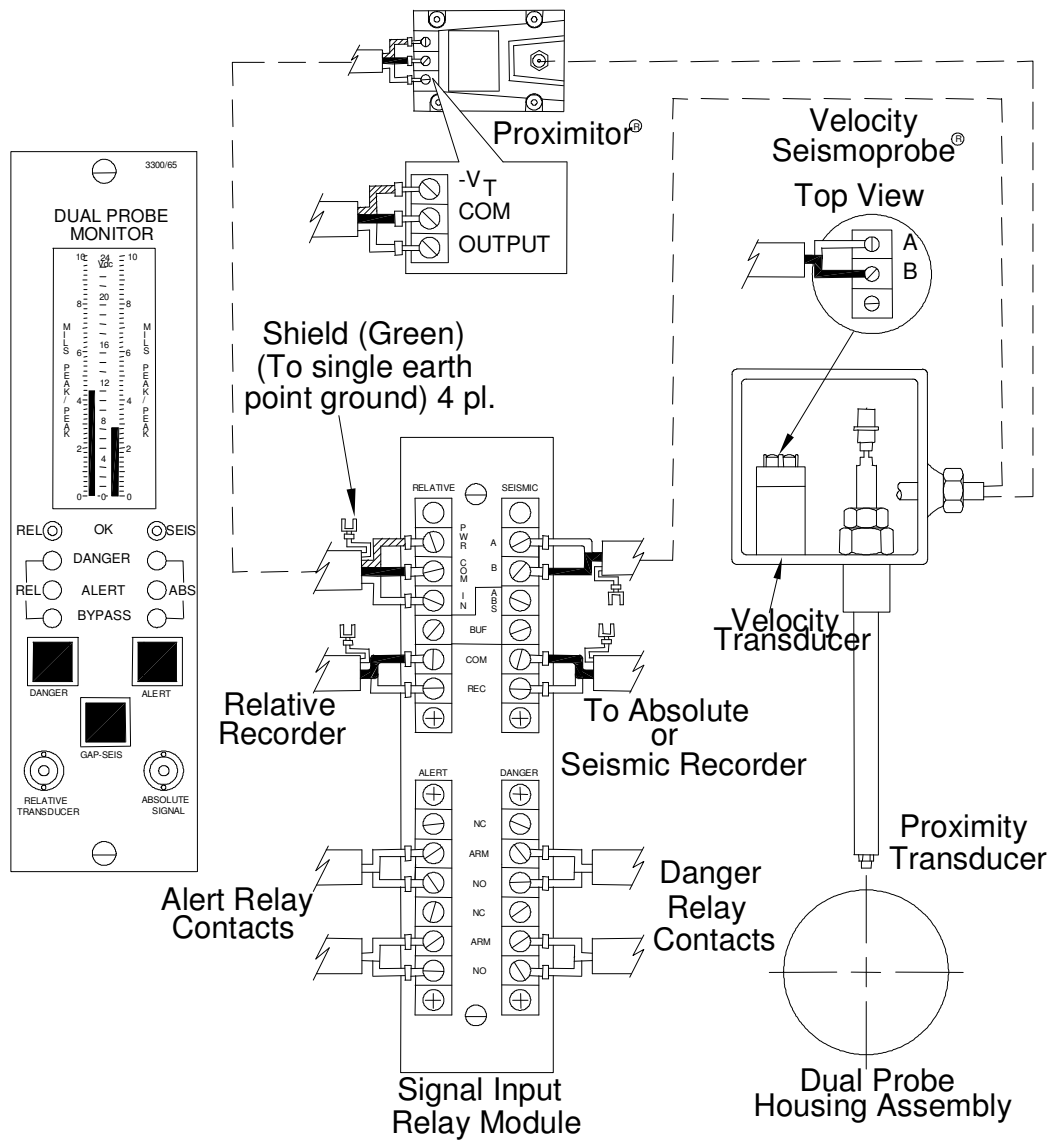 Proximitor®
-VT
COM
OUTPUT
Velocity
Seismoprobe®
Top View
A
B
3300/65
DUAL PROBE
MONITOR
10 24 10
Vdc
20
8 8
16
6 6
12
4 4
8
2 2
4
0 0 0
MILS PEAK/PEAK
MILS PEAK/PEAK
REL OK SEIS
DANGER
REL ALERT ABS
BYPASS
DANGER
ALERT
GAP-SEIS
RELATIVE
TRANSDUCER
ABSOLUTE
SIGNAL
Shield (Green)
(To single earth
point ground) 4 pl.
RELATIVE
SEISMIC
PWR
A
COM
B
IN
ABS
BUF
COM
REC
Relative
Recorder
To Absolute
or
Seismic Recorder
ALERT
DANGER
NC
ARM
NO
NC
ARM
NO
Alert Relay
Contacts
Danger
Relay
Contacts
Signal Input
Relay Module
Velocity
Transducer
Proximity
Transducer
Dual Probe
Housing Assembly